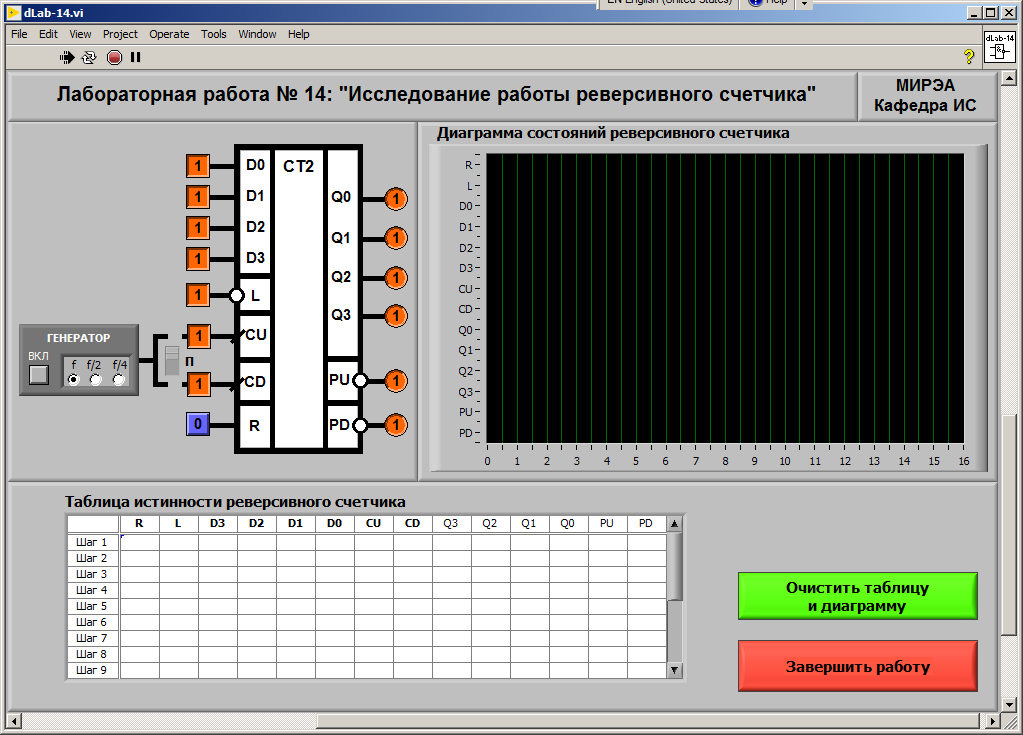 EN English (United States)
Help
dLab-14.vi
File Edit View Project Operate Tools Window Help
dLab-14
Лабораторная работа № 14: "Исследование работы реверсивного счетчика"
МИРЭА
Кафедра ИС
Диаграмма состояний реверсивного счетчика
1 D0 CT2
1 D1 Q0 1
1 D2 Q1 1
1 D3 Q2 1
1 L Q3 1
1 CU
1 CD PU 1
0 R PD 1
ГЕНЕРАТОР
ВКЛ
f f/2 f/4
П
R
L
D0
D1
D2
D3
CU
CD
Q0
Q1
Q2
Q3
PU
PD
0 1 2 3 4 5 6 7 8 9 10 11 12 13 14 15 16
Таблица истинности реверсивного счетчика
R L D3 D2 D1 D0 CU CD Q3 Q2 Q1 Q0 PU PD
Шаг 1
Шаг 2
Шаг 3
Шаг 4
Шаг 5
Шаг 6
Шаг 7
Шаг 8
Шаг 9
Очистить таблицу
и диаграмму
Завершить работу